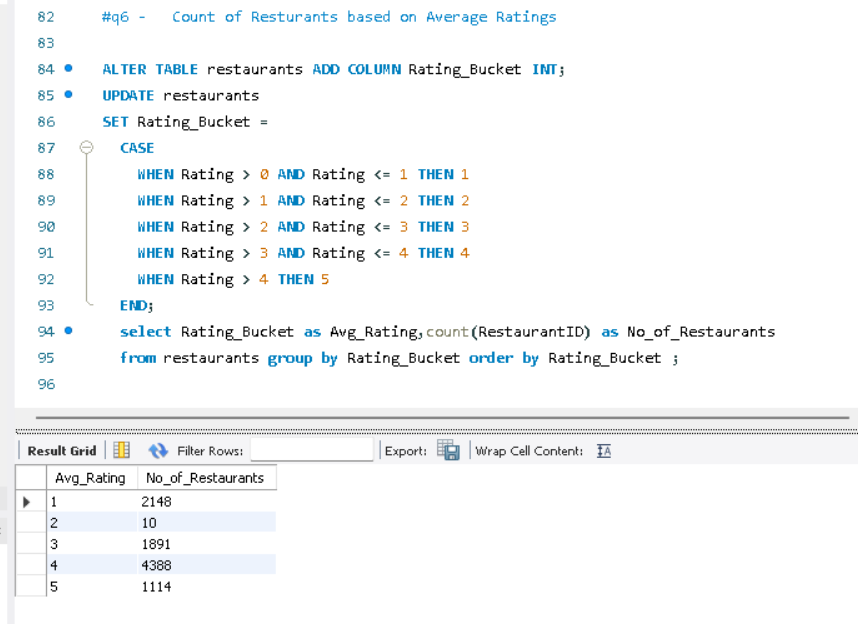 82 #q6 - Count of Resturants based on Average Ratings
83
84 ALTER TABLE restaurants ADD COLUMN Rating_Bucket INT;
85 UPDATE restaurants
86 SET Rating_Bucket =
87 CASE
88 WHEN Rating > 0 AND Rating <= 1 THEN 1
89 WHEN Rating > 1 AND Rating <= 2 THEN 2
90 WHEN Rating > 2 AND Rating <= 3 THEN 3
91 WHEN Rating > 3 AND Rating <= 4 THEN 4
92 WHEN Rating > 4 THEN 5
93 END;
94 select Rating_Bucket as Avg_Rating,count(RestaurantID) as No_of_Restaurants
95 from restaurants group by Rating_Bucket order by Rating_Bucket ;
96
Result Grid Filter Rows: Export: Wrap Cell Content:
Avg_Rating No_of_Restaurants
1 2148
2 10
3 1891
4 4388
5 1114